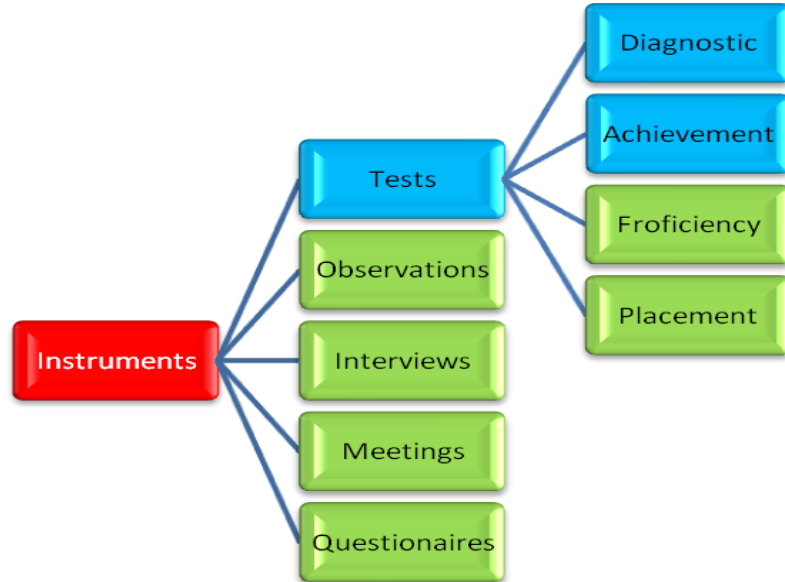 Instruments
Tests
Observations
Interviews
Meetings
Questionaires
Diagnostic
Achievement
Froficiency
Placement